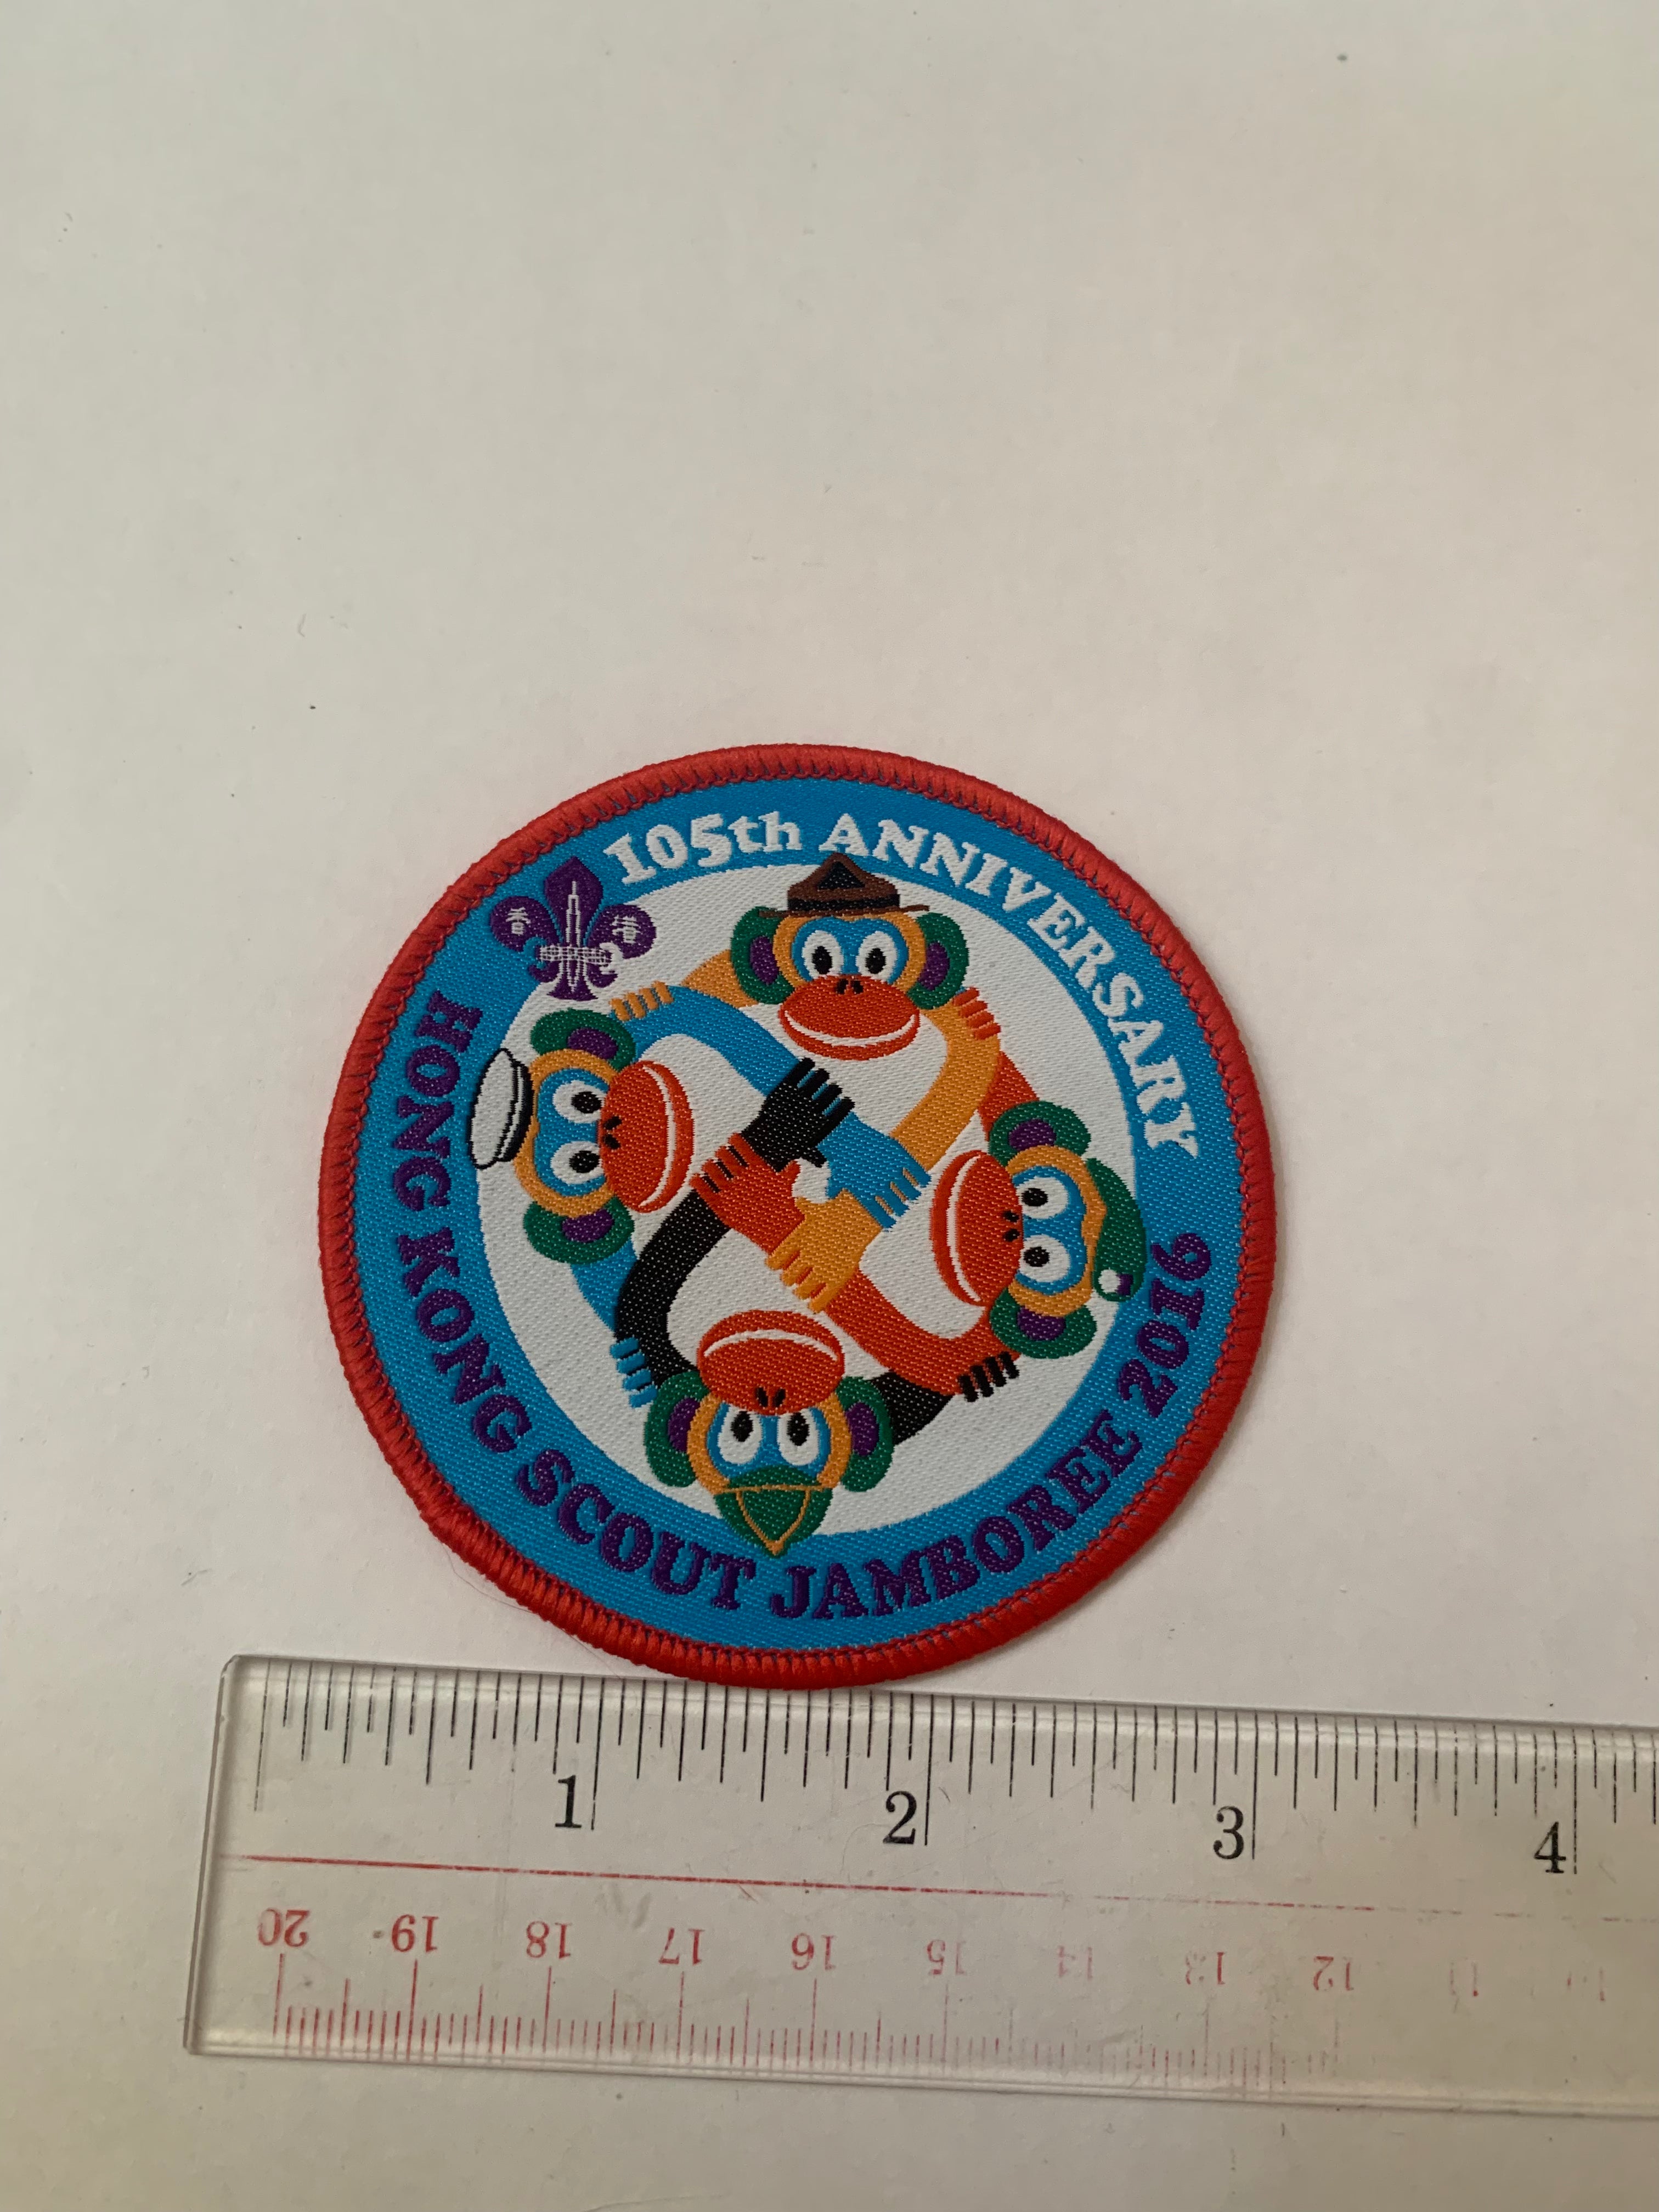 105th ANNIVERSARY
香 港
HONG KONG SCOUT JAMBOREE 2016
1 2 3 4
20 19 18 17 16 15 14 13 12 11